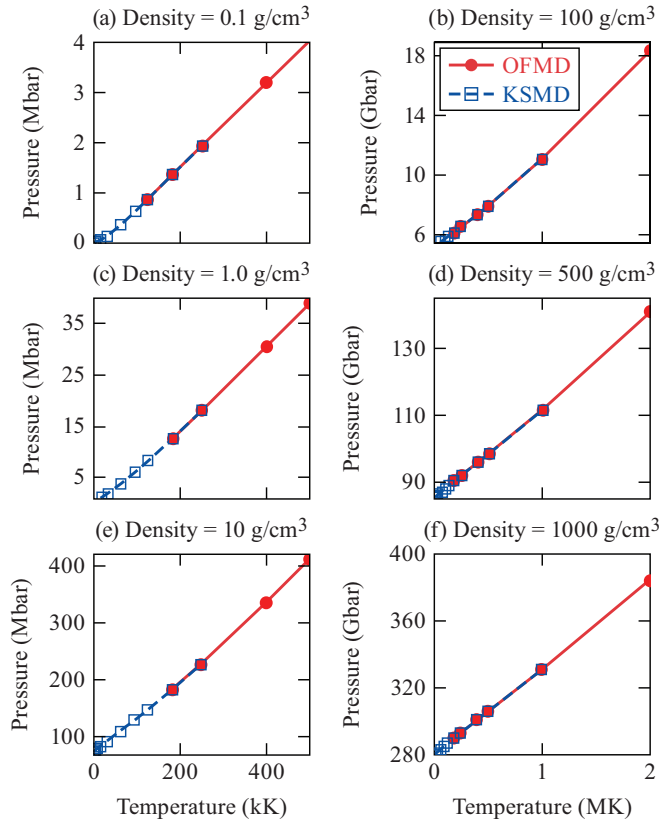 (a) Density = 0.1 g/cm³
Pressure (Mbar)
4
3
2
1
0
(b) Density = 100 g/cm³
Pressure (Gbar)
18
14
10
6
OFMD
KSMD
(c) Density = 1.0 g/cm³
Pressure (Mbar)
35
25
15
5
(d) Density = 500 g/cm³
Pressure (Gbar)
130
110
90
(e) Density = 10 g/cm³
Pressure (Mbar)
400
300
200
100
0
200
400
Temperature (kK)
(f) Density = 1000 g/cm³
Pressure (Gbar)
400
360
320
280
0
1
2
Temperature (MK)